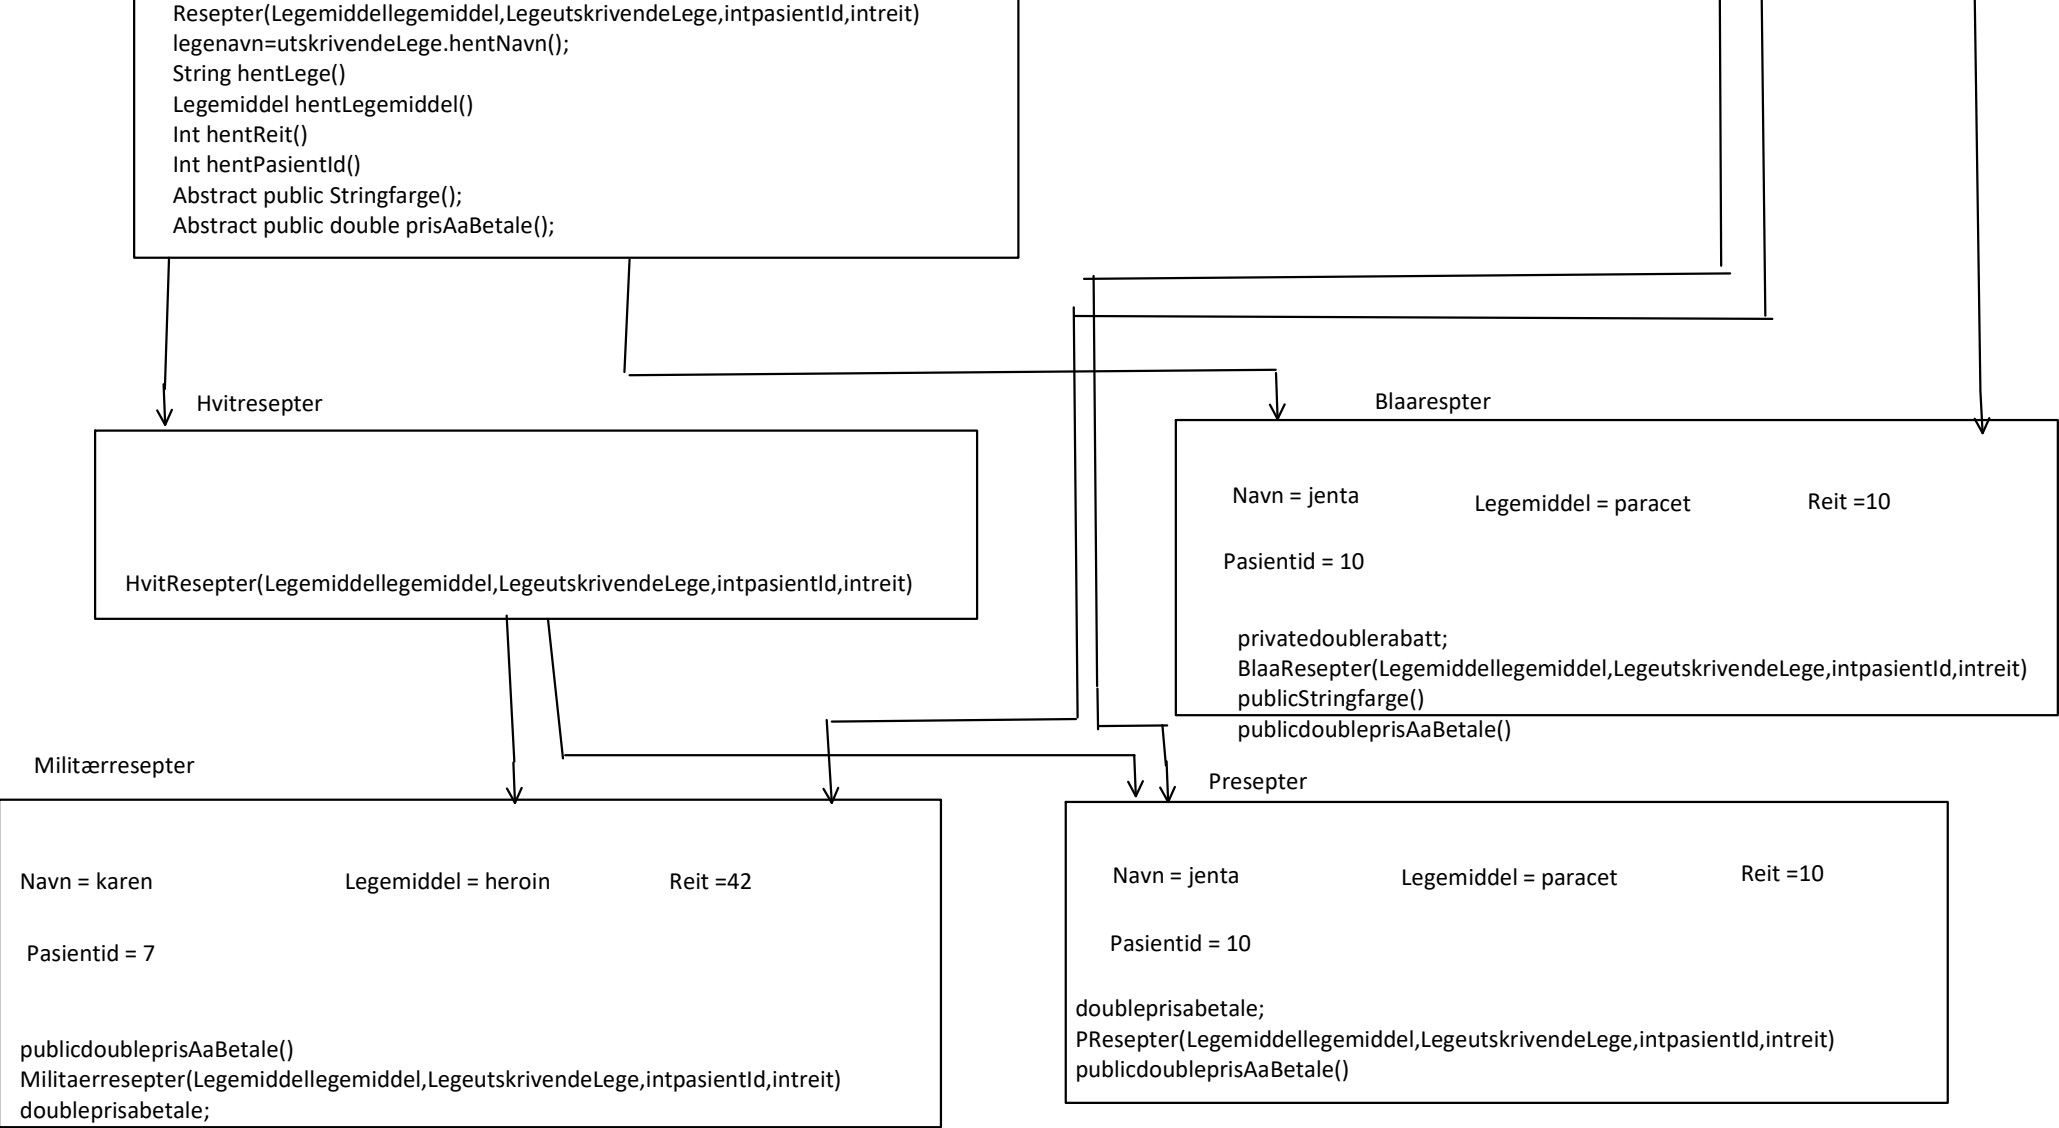 Resepter(Legemiddellegemiddel,LegeutskrivendeLege,intpasientId,intreit)
legenavn=utskrivendeLege.hentNavn();
String hentLege()
Legemiddel hentLegemiddel()
Int hentReit()
Int hentPasientId()
Abstract public Stringfarge();
Abstract public double prisAaBetale();
Hvitresepter
HvitResepter(Legemiddellegemiddel,LegeutskrivendeLege,intpasientId,intreit)
Blaarespter
Navn = jenta
Legemiddel = paracet
Reit =10
Pasientid = 10
privatedoublerabatt;
BlaaResepter(Legemiddellegemiddel,LegeutskrivendeLege,intpasientId,intreit)
publicStringfarge()
publicdoubleprisAaBetale()
Militærresepter
Navn = karen
Legemiddel = heroin
Reit =42
Pasientid = 7
publicdoubleprisAaBetale()
Militaerresepter(Legemiddellegemiddel,LegeutskrivendeLege,intpasientId,intreit)
doubleprisabetale;
Presepter
Navn = jenta
Legemiddel = paracet
Reit =10
Pasientid = 10
doubleprisabetale;
PResepter(Legemiddellegemiddel,LegeutskrivendeLege,intpasientId,intreit)
publicdoubleprisAaBetale()